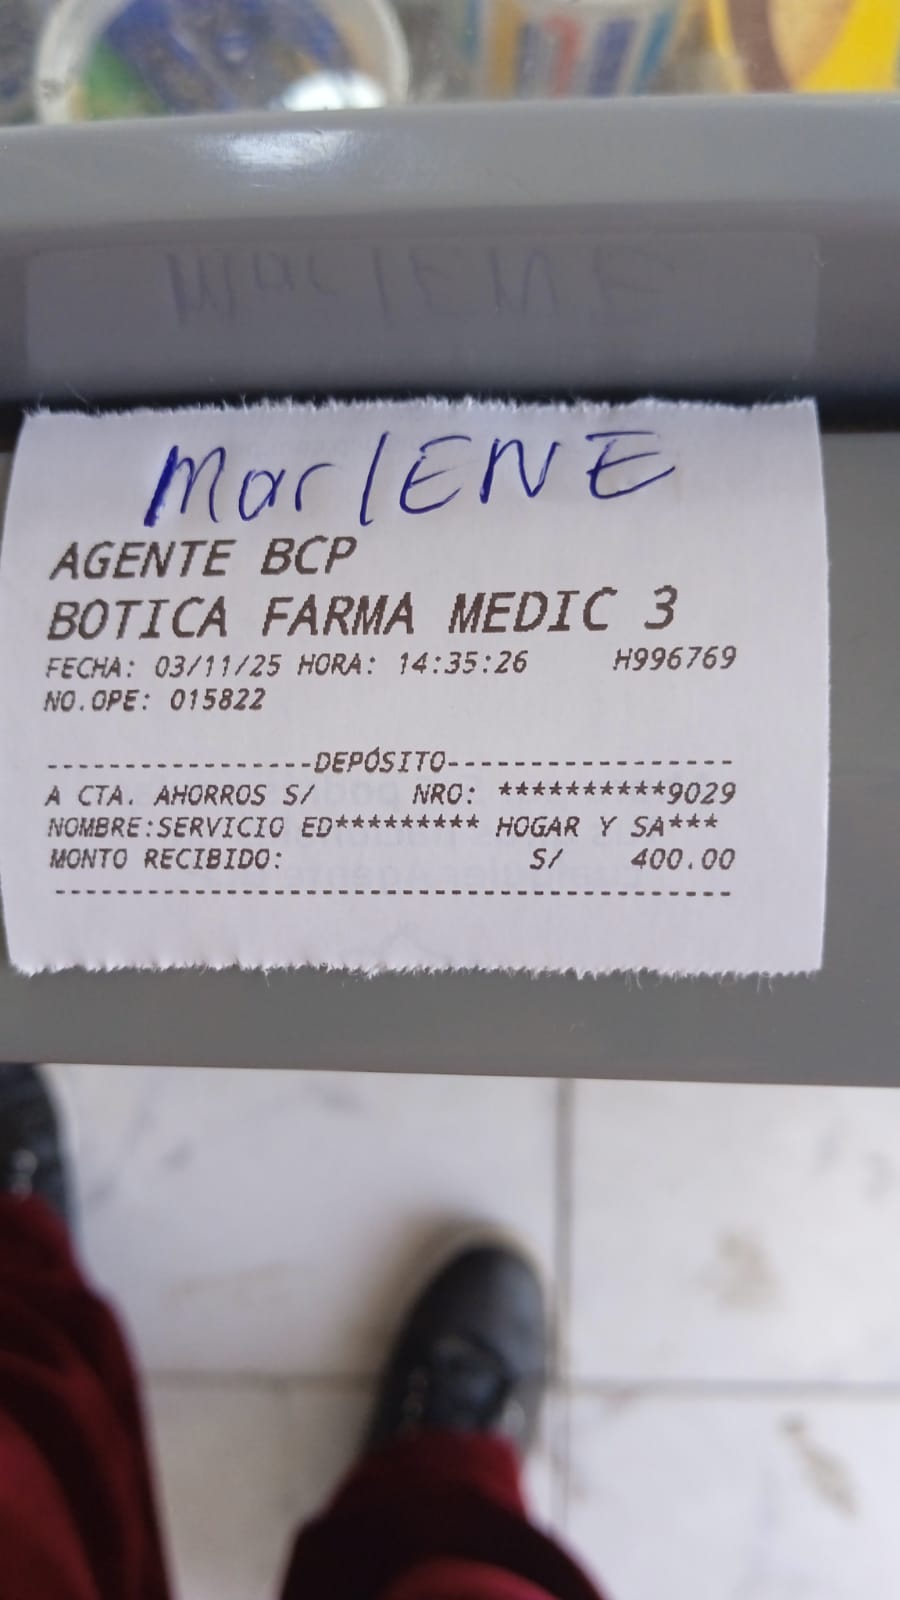 MarlENE
AGENTE BCP
BOTICA FARMA MEDIC 3
FECHA: 03/11/25 HORA: 14:35:26 H996769
NO.OPE: 015822
-----------------DEPÓSITO------------------
A CTA. AHORROS S/ NRO: **********9029
NOMBRE:SERVICIO ED********* HOGAR Y SA***
MONTO RECIBIDO: S/ 400.00
-------------------------------------------